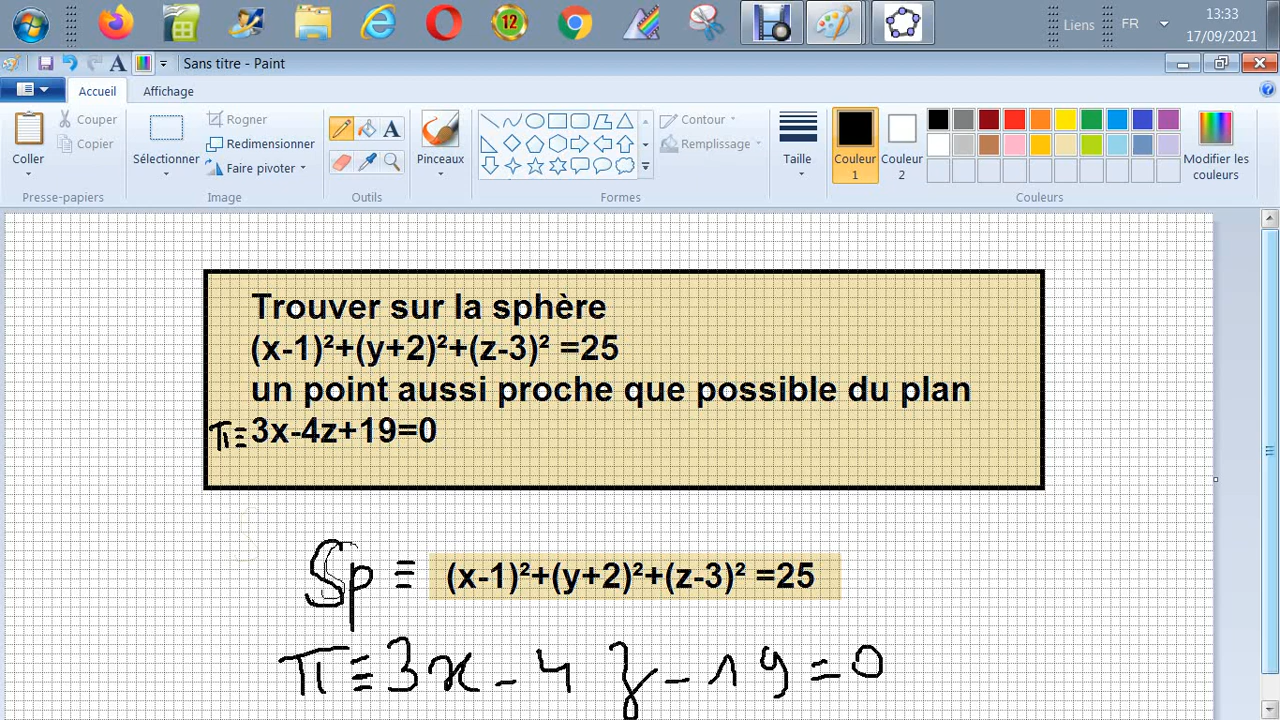 12
Liens
FR
13:33
17/09/2021
Sans titre - Paint
Accueil
Affichage
Coller
Couper
Copier
Presse-papiers
Sélectionner
Rogner
Redimensionner
Faire pivoter
Image
Outils
Pinceaux
Contour
Remplissage
Formes
Taille
Couleur 1
Couleur 2
Modifier les couleurs
Couleurs
Trouver sur la sphère
(x-1)²+(y+2)²+(z-3)² =25
un point aussi proche que possible du plan
π≡3x-4z+19=0
Sp ≡ (x-1)²+(y+2)²+(z-3)² =25
π≡3x-4z-19=0